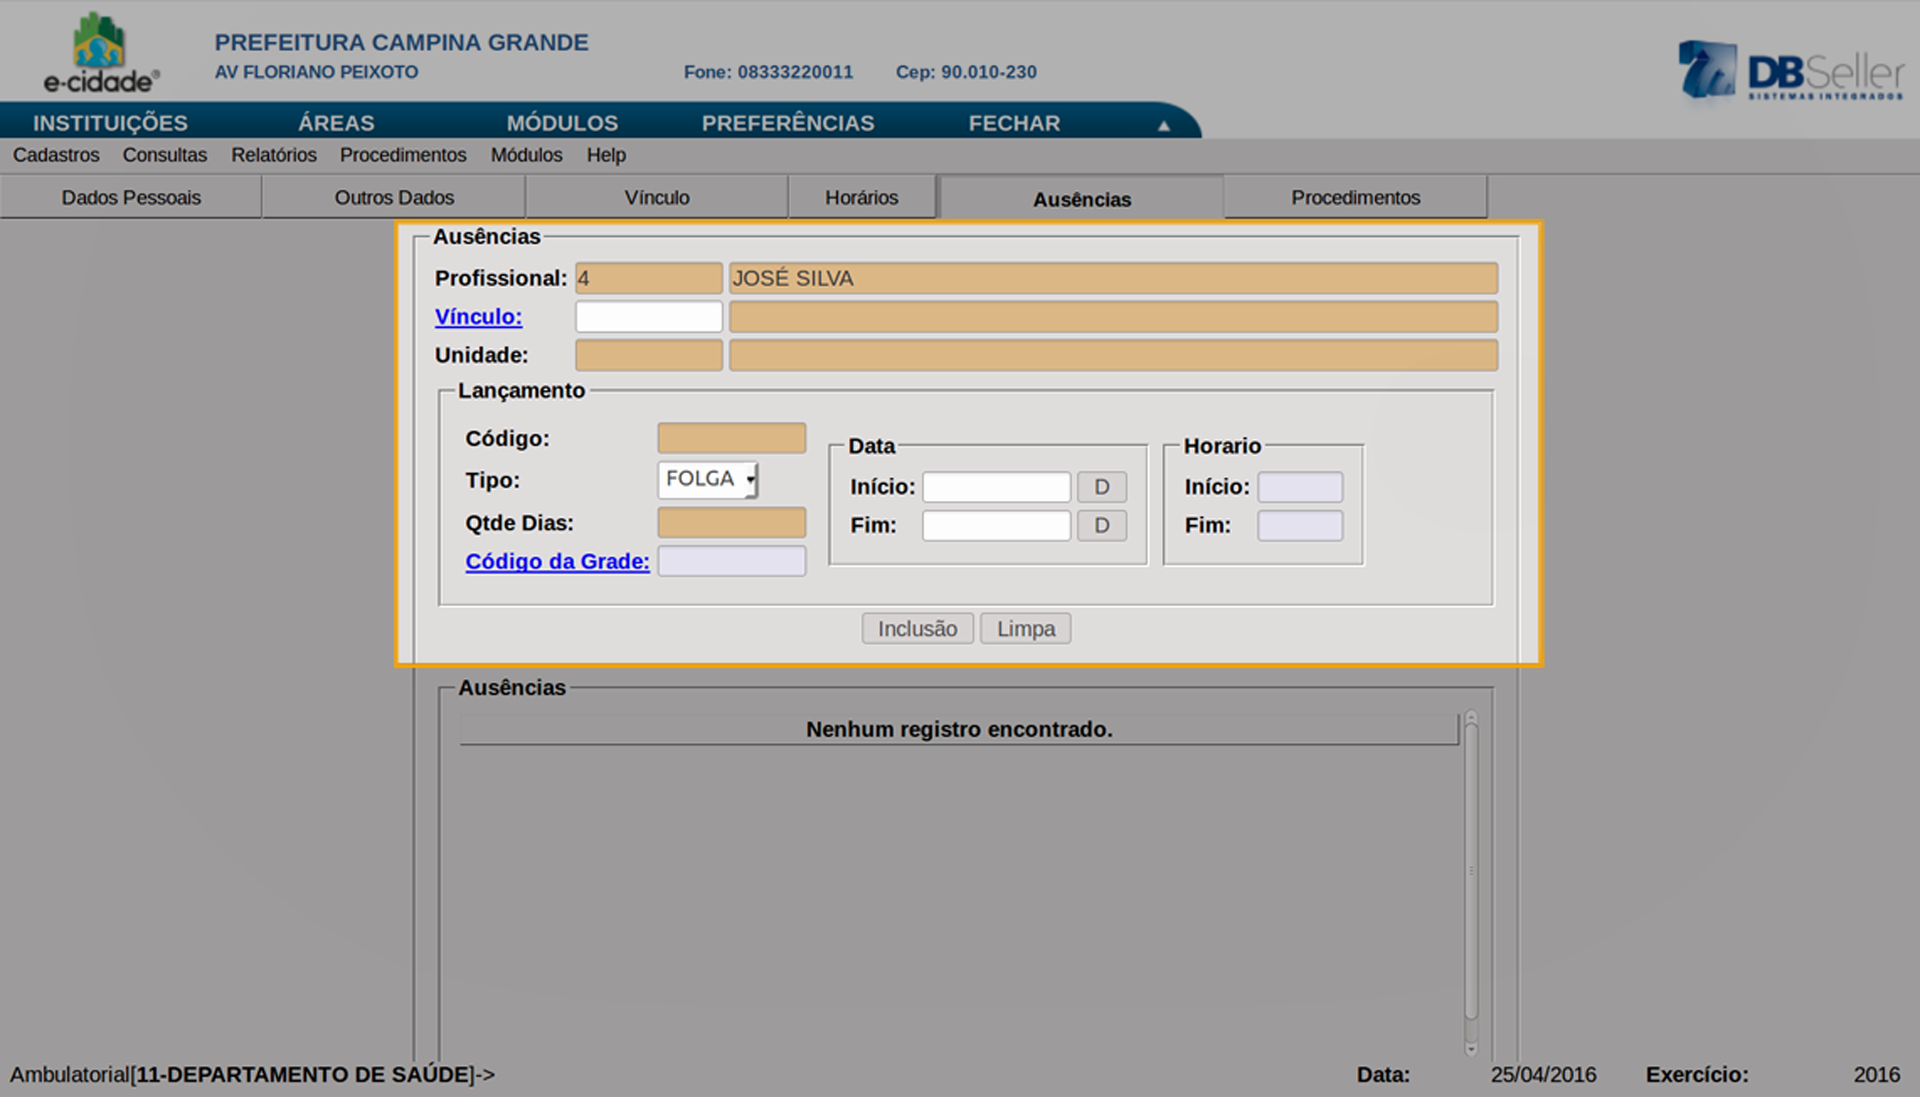 e-cidade®
PREFEITURA CAMPINA GRANDE
AV FLORIANO PEIXOTO Fone: 08333220011 Cep: 90.010-230
DBSeller
SISTEMAS INTEGRADOS
INSTITUIÇÕES ÁREAS MÓDULOS PREFERÊNCIAS FECHAR ▲
Cadastros Consultas Relatórios Procedimentos Módulos Help
Dados Pessoais Outros Dados Vínculo Horários Ausências Procedimentos
Ausências
Profissional: 4 JOSÉ SILVA
Vínculo:
Unidade:
Lançamento
Código:
Tipo: FOLGA
Qtde Dias:
Código da Grade:
Data
Início: D
Fim: D
Horario
Início:
Fim:
Inclusão Limpa
Ausências
Nenhum registro encontrado.
Ambulatorial[11-DEPARTAMENTO DE SAÚDE]-> Data: 25/04/2016 Exercício: 2016